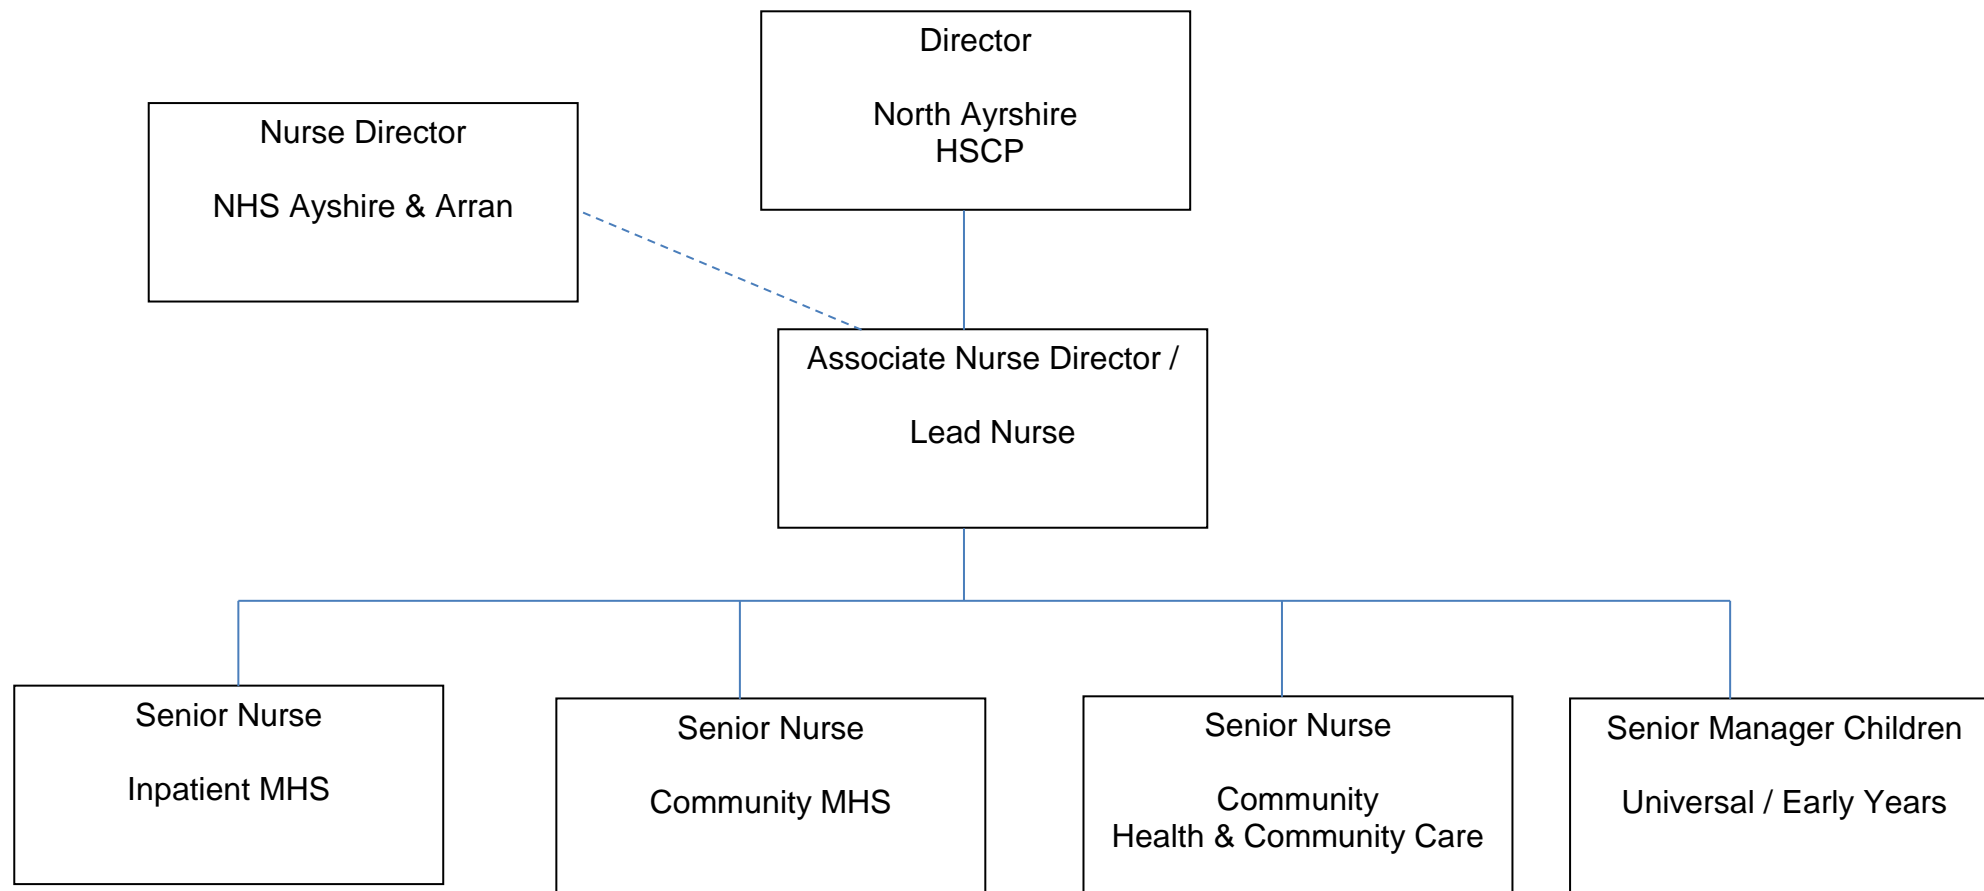 Director
North Ayrshire
HSCP
Nurse Director
NHS Ayshire & Arran
Associate Nurse Director /
Lead Nurse
Senior Nurse
Inpatient MHS
Senior Nurse
Community MHS
Senior Nurse
Community
Health & Community Care
Senior Manager Children
Universal / Early Years